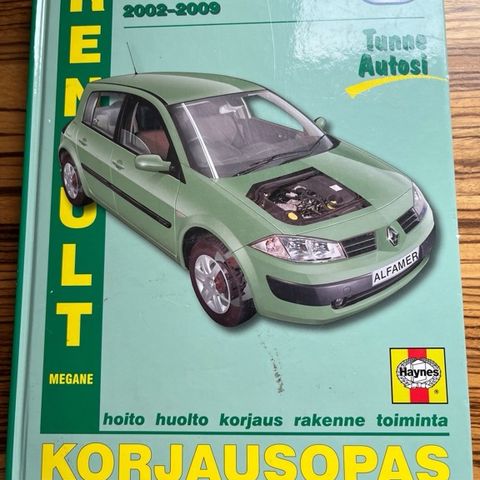 RENAULT
2002-2009
Tunne
Autosi
ALFAMER
MEGANE
Haynes
®
hoito huolto korjaus rakenne toiminta
KORJAUSOPAS